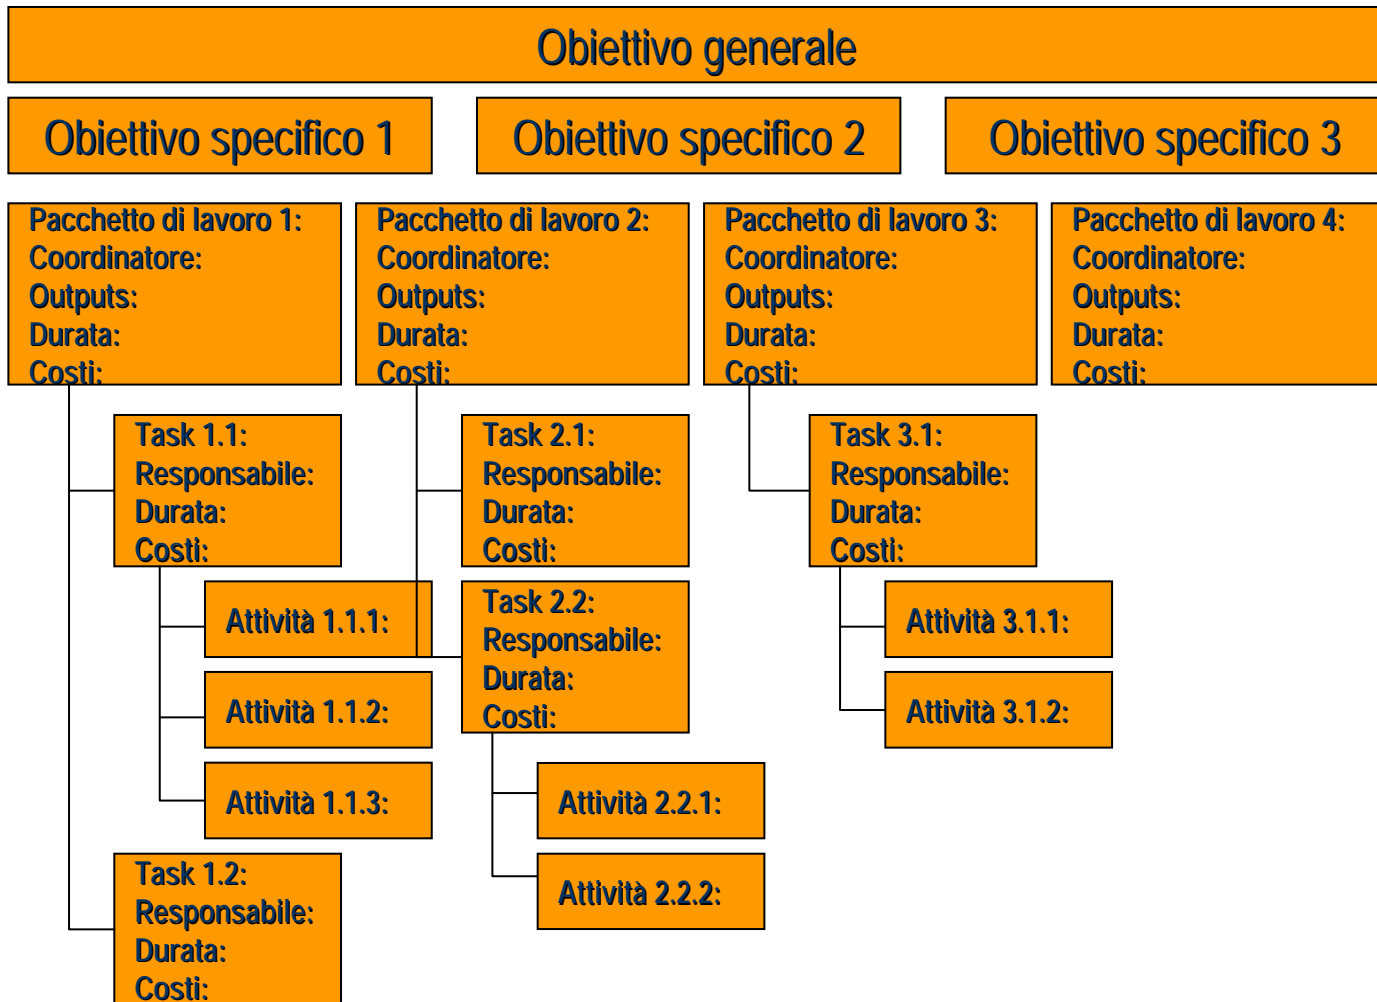 Obiettivo generale
Obiettivo specifico 1
Obiettivo specifico 2
Obiettivo specifico 3
Pacchetto di lavoro 1:
Coordinatore:
Outputs:
Durata:
Costi:
Pacchetto di lavoro 2:
Coordinatore:
Outputs:
Durata:
Costi:
Pacchetto di lavoro 3:
Coordinatore:
Outputs:
Durata:
Costi:
Pacchetto di lavoro 4:
Coordinatore:
Outputs:
Durata:
Costi:
Task 1.1:
Responsabile:
Durata:
Costi:
Attività 1.1.1:
Attività 1.1.2:
Attività 1.1.3:
Task 1.2:
Responsabile:
Durata:
Costi:
Task 2.1:
Responsabile:
Durata:
Costi:
Task 2.2:
Responsabile:
Durata:
Costi:
Attività 2.2.1:
Attività 2.2.2:
Task 3.1:
Responsabile:
Durata:
Costi:
Attività 3.1.1:
Attività 3.1.2: